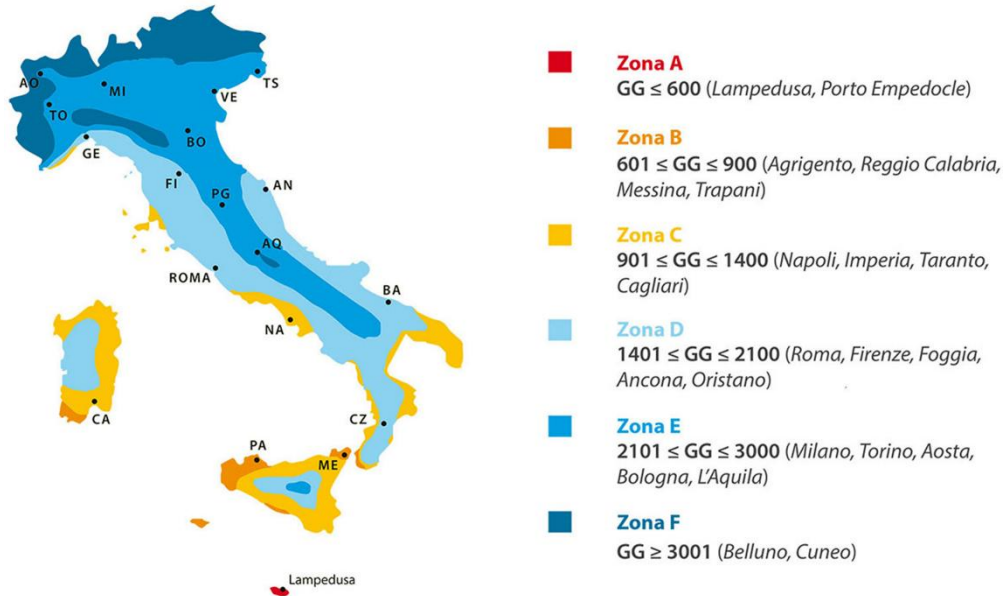 AO
TO
MI
VE
TS
GE
BO
FI
PG
AN
AQ
ROMA
BA
NA
CA
CZ
PA
ME
Lampedusa
Zona A
GG ≤ 600 (Lampedusa, Porto Empedocle)
Zona B
601 ≤ GG ≤ 900 (Agrigento, Reggio Calabria,
Messina, Trapani)
Zona C
901 ≤ GG ≤ 1400 (Napoli, Imperia, Taranto,
Cagliari)
Zona D
1401 ≤ GG ≤ 2100 (Roma, Firenze, Foggia,
Ancona, Oristano)
Zona E
2101 ≤ GG ≤ 3000 (Milano, Torino, Aosta,
Bologna, L'Aquila)
Zona F
GG ≥ 3001 (Belluno, Cuneo)